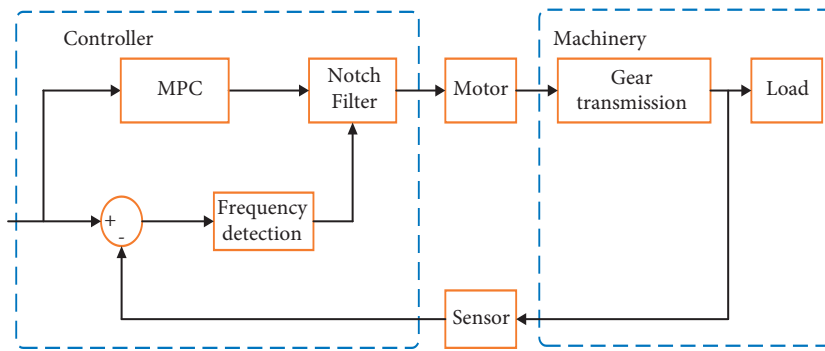 Controller
Machinery
MPC
Notch
Filter
Motor
Gear
transmission
Load
+
-
Frequency
detection
Sensor